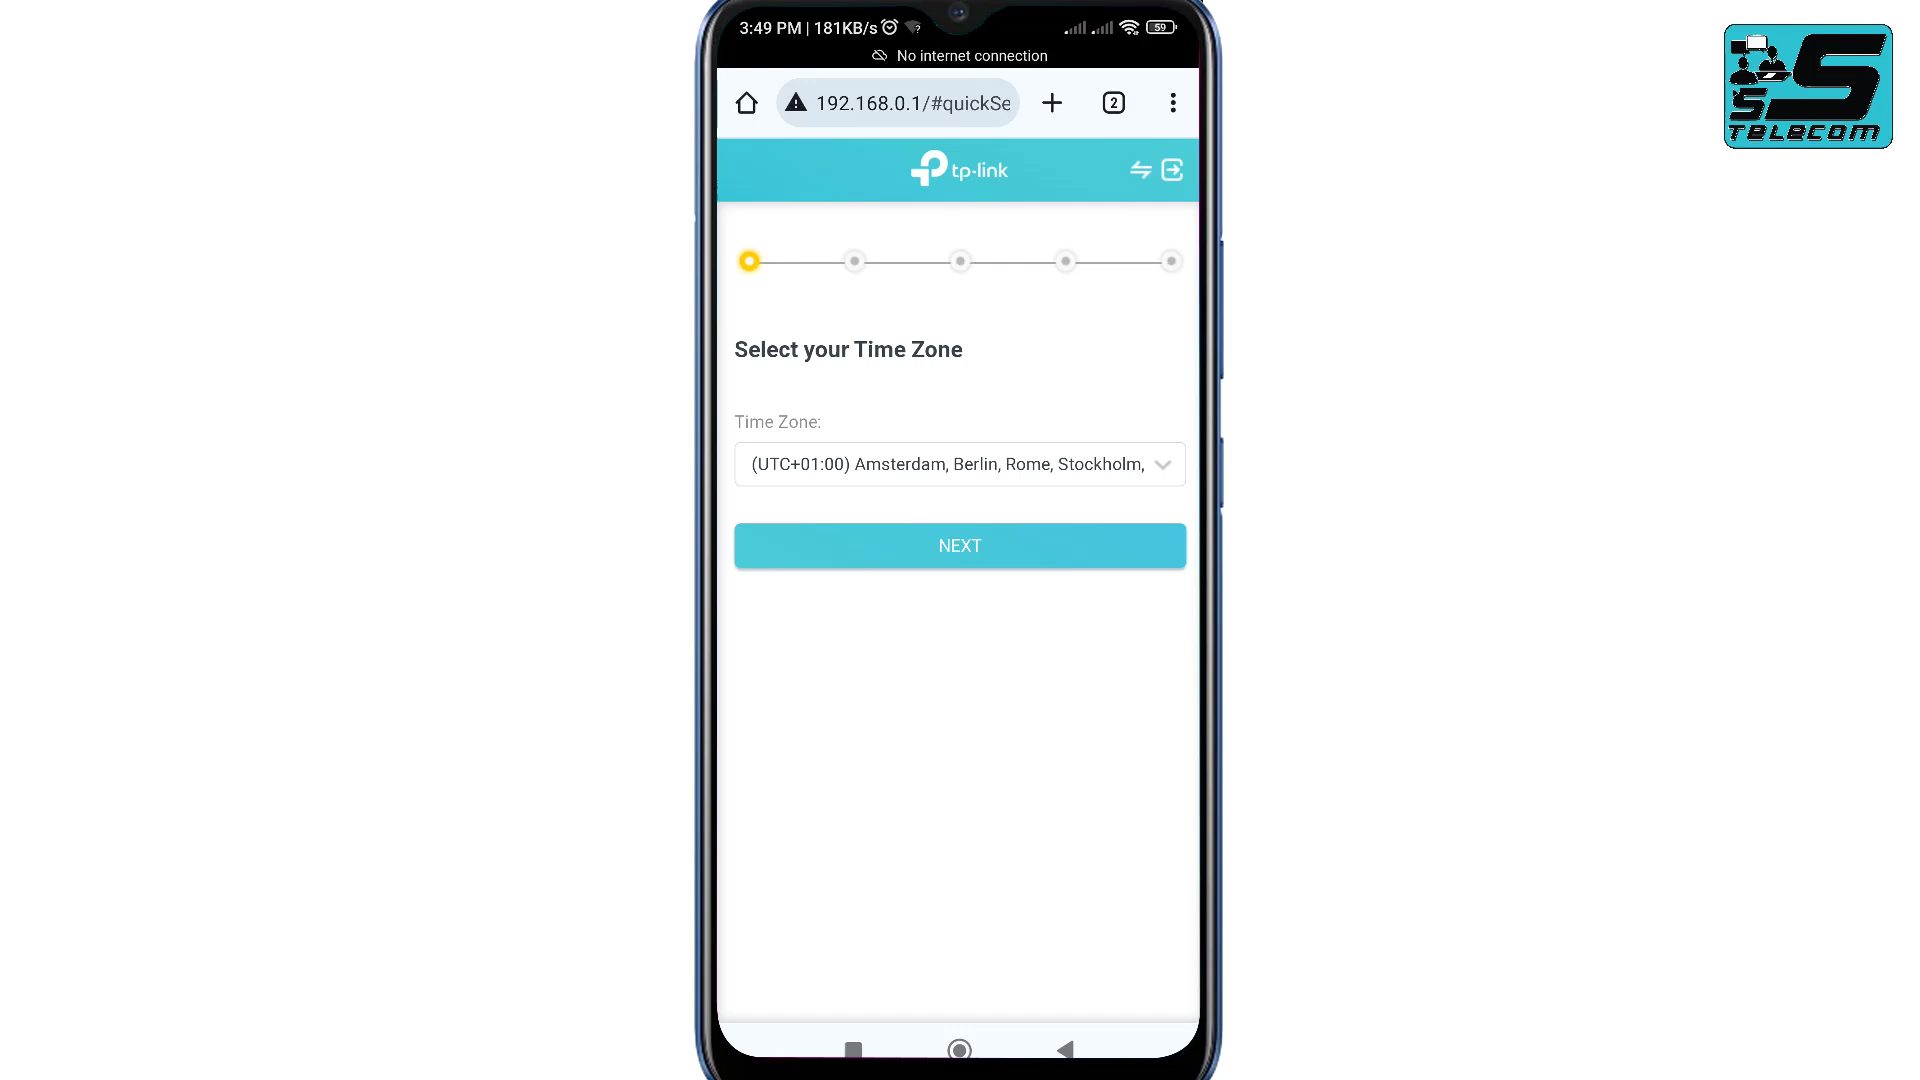 3:49 PM | 181KB/s
59
No internet connection
192.168.0.1/#quickSe
2
tp-link
Select your Time Zone
Time Zone:
(UTC+01:00) Amsterdam, Berlin, Rome, Stockholm,
NEXT
S S
TELECOM